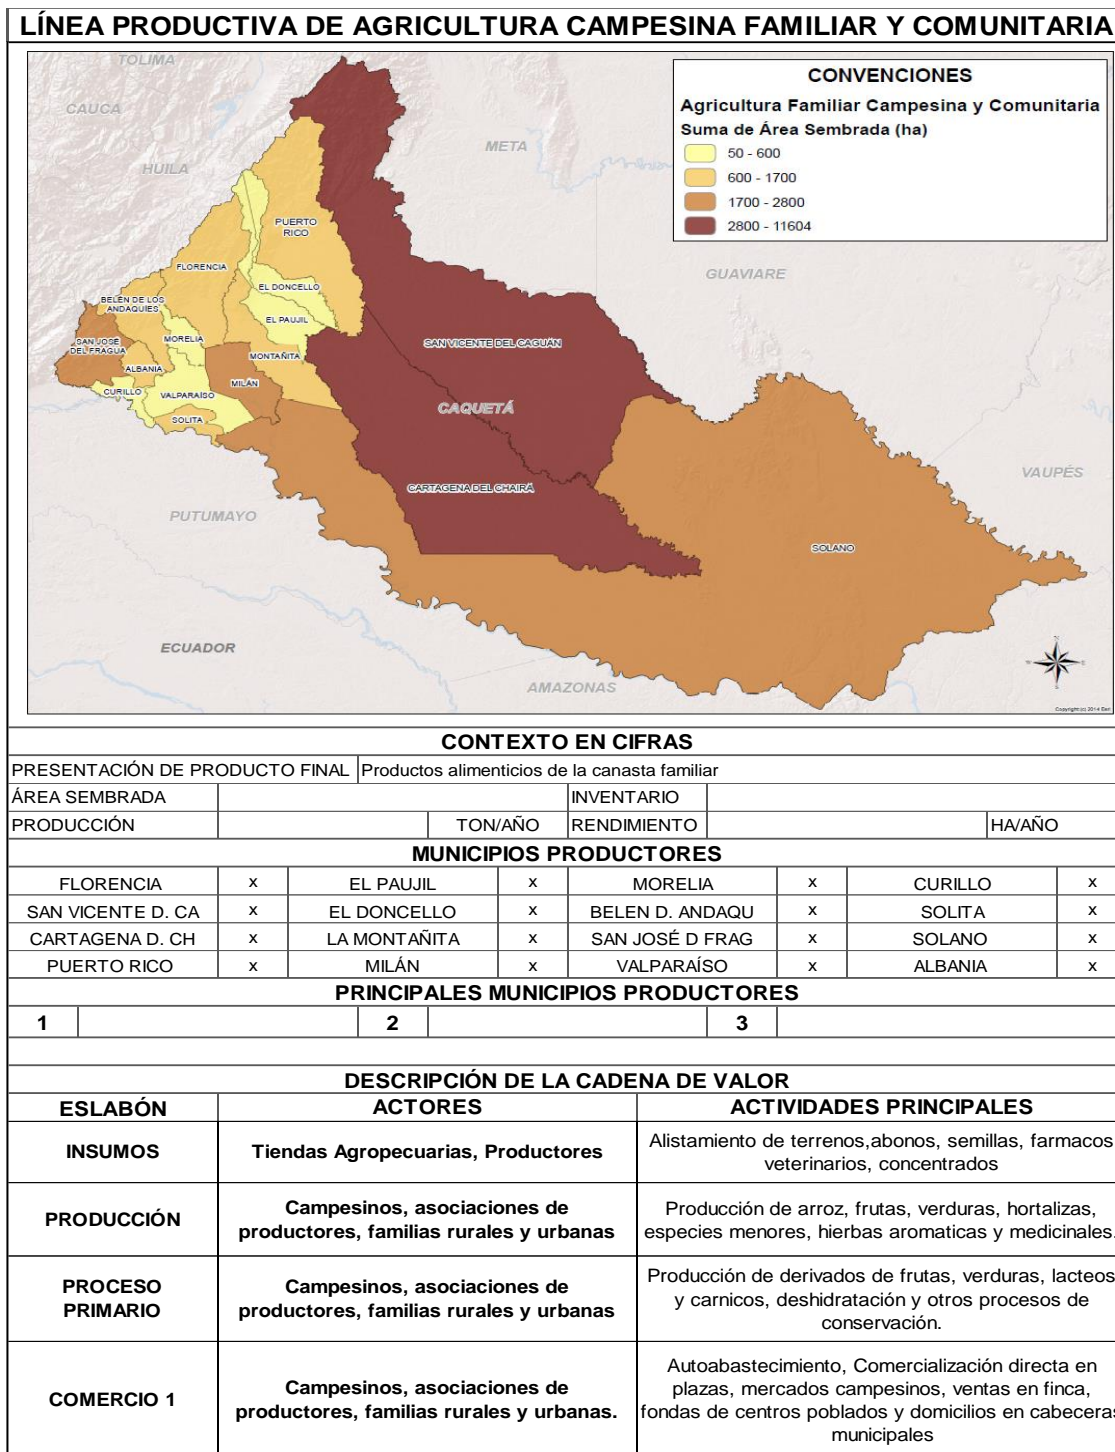 LÍNEA PRODUCTIVA DE AGRICULTURA CAMPESINA FAMILIAR Y COMUNITARIA
TOLIMA
CAUCA
HUILA
META
GUAVIARE
VAUPÉS
PUTUMAYO
ECUADOR
AMAZONAS
CAQUETÁ
CONVENCIONES
Agricultura Familiar Campesina y Comunitaria
Suma de Área Sembrada (ha)
50 - 600
600 - 1700
1700 - 2800
2800 - 11604
PUERTO
RICO
FLORENCIA
EL DONCELLO
BELÉN DE LOS
ANDAQUÍES
EL PAUJIL
SAN JOSÉ
DEL FRAGUA
MORELIA
SAN VICENTE DEL CAGUÁN
MONTAÑITA
ALBANIA
MILÁN
CURILLO
VALPARAÍSO
SOLITA
CARTAGENA DEL CHAIRÁ
SOLANO
N
W
E
S
Copyright:(c) 2014 Esri
CONTEXTO EN CIFRAS
PRESENTACIÓN DE PRODUCTO FINAL Productos alimenticios de la canasta familiar
ÁREA SEMBRADA INVENTARIO
PRODUCCIÓN TON/AÑO RENDIMIENTO HA/AÑO
MUNICIPIOS PRODUCTORES
FLORENCIA x EL PAUJIL x MORELIA x CURILLO x
SAN VICENTE D. CA x EL DONCELLO x BELEN D. ANDAQU x SOLITA x
CARTAGENA D. CH x LA MONTAÑITA x SAN JOSÉ D FRAG x SOLANO x
PUERTO RICO x MILÁN x VALPARAÍSO x ALBANIA x
PRINCIPALES MUNICIPIOS PRODUCTORES
1 2 3
DESCRIPCIÓN DE LA CADENA DE VALOR
ESLABÓN ACTORES ACTIVIDADES PRINCIPALES
INSUMOS
Tiendas Agropecuarias, Productores
Alistamiento de terrenos,abonos, semillas, farmacos
veterinarios, concentrados
PRODUCCIÓN
Campesinos, asociaciones de
productores, familias rurales y urbanas
Producción de arroz, frutas, verduras, hortalizas,
especies menores, hierbas aromaticas y medicinales.
PROCESO
PRIMARIO
Campesinos, asociaciones de
productores, familias rurales y urbanas
Producción de derivados de frutas, verduras, lacteos
y carnicos, deshidratación y otros procesos de
conservación.
COMERCIO 1
Campesinos, asociaciones de
productores, familias rurales y urbanas.
Autoabastecimiento, Comercialización directa en
plazas, mercados campesinos, ventas en finca,
fondas de centros poblados y domicilios en cabeceras
municipales